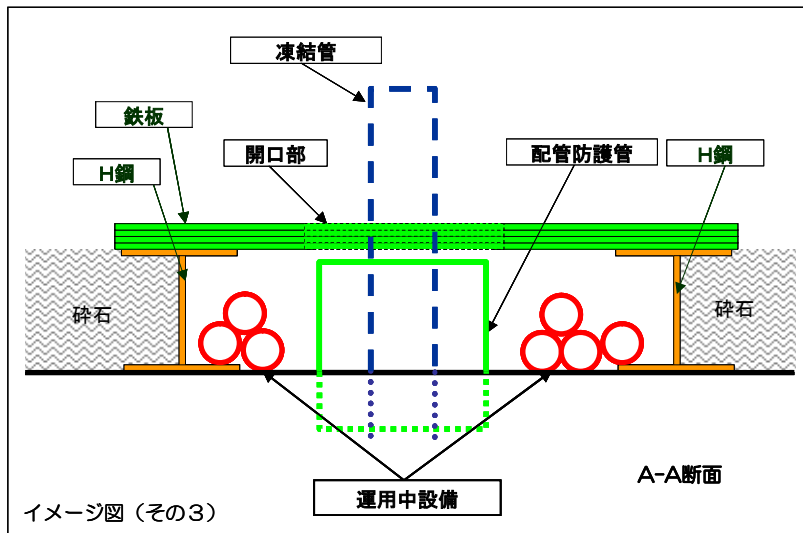 凍結管
鉄板
開口部
配管防護管
H鋼
H鋼
砕石
砕石
A-A断面
運用中設備
イメージ図（その３）